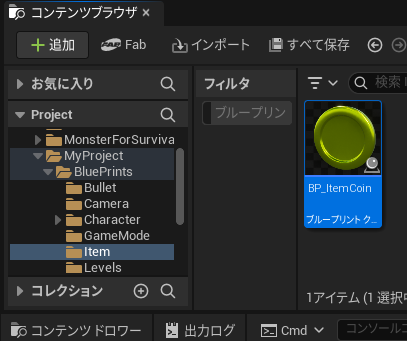 コンテンツブラウザ ×
+ 追加 Fab インポート すべて保存
お気に入り
フィルタ
検索
Project
ブループリン
MonsterForSurviva
MyProject
BluePrints
Bullet
Camera
Character
GameMode
Item
Levels
BP_ItemCoin
ブループリント ク...
コレクション
1アイテム (1 選択中
コンテンツドロワー 出力ログ Cmd コンソールコ